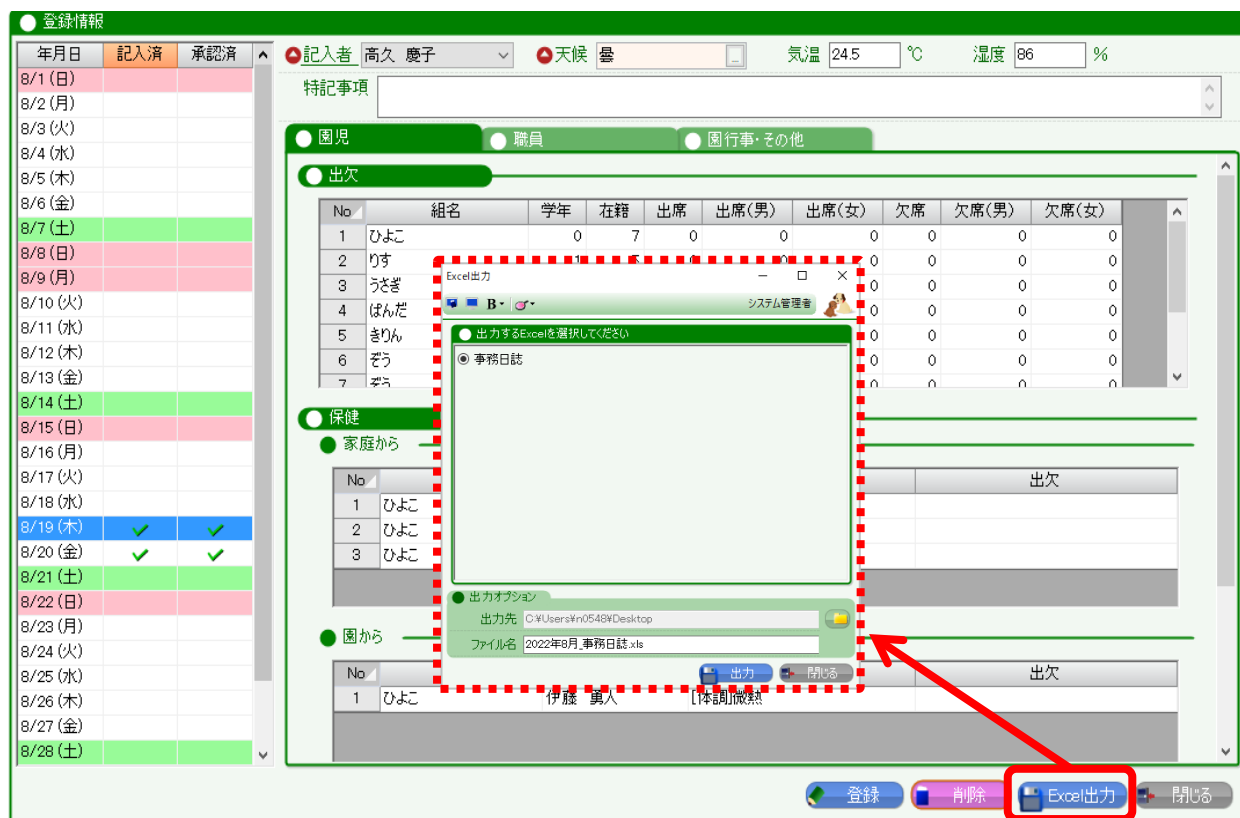 登録情報
年月日 記入済 承認済
8/1 (日)
8/2 (月)
8/3 (火)
8/4 (水)
8/5 (木)
8/6 (金)
8/7 (土)
8/8 (日)
8/9 (月)
8/10 (火)
8/11 (水)
8/12 (木)
8/13 (金)
8/14 (土)
8/15 (日)
8/16 (月)
8/17 (火)
8/18 (水)
8/19 (木)
8/20 (金)
8/21 (土)
8/22 (日)
8/23 (月)
8/24 (火)
8/25 (水)
8/26 (木)
8/27 (金)
8/28 (土)
記入者 高久 慶子 天候 曇 気温 24.5 ℃ 湿度 86 %
特記事項
園児 職員 園行事・その他
出欠
No 組名 学年 在籍 出席 出席(男) 出席(女) 欠席 欠席(男) 欠席(女)
1 ひよこ 0 7 0 0 0 0 0 0
2 りす 0 0 0 0
3 うさぎ 0 0 0 0
4 ぱんだ 0 0 0 0
5 きりん 0 0 0 0
6 ぞう 0 0 0 0
7 ぞう 0 0 0 0
保健
家庭から
No 出欠
1 ひよこ
2 ひよこ
3 ひよこ
園から
No 出欠
1 ひよこ 伊藤 勇人 [体調]微熱
Excel出力
B システム管理者
出力するExcelを選択してください
事務日誌
出力オプション
出力先 C:¥Users¥n0548¥Desktop
ファイル名 2022年8月_事務日誌.xls
出力 閉じる
登録 削除 Excel出力 閉じる